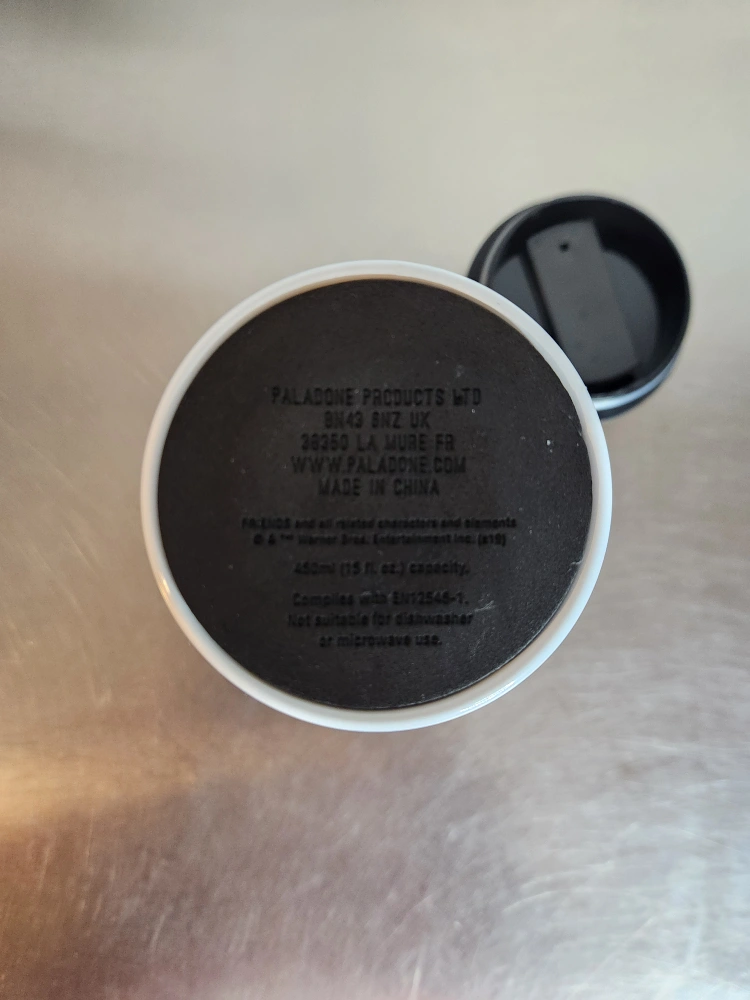 PALADONE PRODUCTS LTD
BN43 6NZ UK
38350 LA MURE FR
WWW.PALADONE.COM
MADE IN CHINA
FRIENDS and all related characters and elements
© & ™ Warner Bros. Entertainment Inc. (s19)
450ml (15 fl. oz.) capacity.
Complies with EN12546-1.
Not suitable for dishwasher
or microwave use.